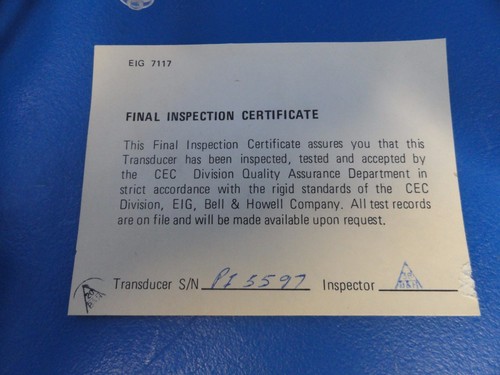 EIG 7117
FINAL INSPECTION CERTIFICATE
This Final Inspection Certificate assures you that this
Transducer has been inspected, tested and accepted by
the CEC Division Quality Assurance Department in
strict accordance with the rigid standards of the CEC
Division, EIG, Bell & Howell Company. All test records
are on file and will be made available upon request.
Transducer S/N 5597 Inspector